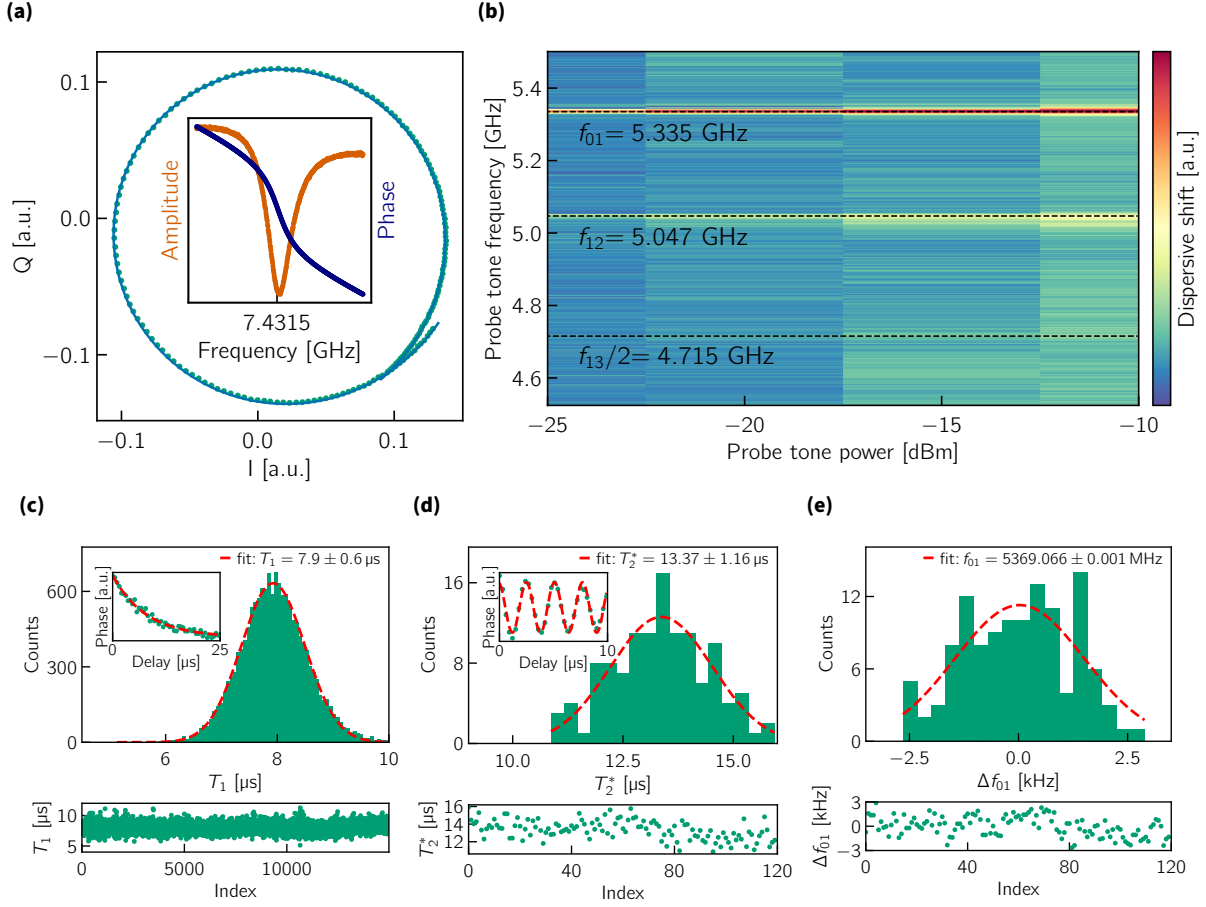 (a)
0.1
0.0
−0.1
Q [a.u.]
−0.1
0.0
0.1
I [a.u.]
Amplitude
Phase
7.4315
Frequency [GHz]
(b)
5.4
5.2
5.0
4.8
4.6
Probe tone frequency [GHz]
f01= 5.335 GHz
f12= 5.047 GHz
f13/2= 4.715 GHz
−25
−20
−15
−10
Probe tone power [dBm]
Dispersive shift [a.u.]
(c)
fit: T1 = 7.9 ± 0.6 µs
600
300
0
Counts
Phase [a.u.]
0
25
Delay [µs]
6
8
10
T1 [µs]
10
5
T1 [µs]
0
5000
10000
Index
(d)
fit: T2* = 13.37 ± 1.16 µs
16
8
0
Counts
Phase [a.u.]
0
10
Delay [µs]
10.0
12.5
15.0
T2* [µs]
16
14
12
T2* [µs]
0
40
80
120
Index
(e)
fit: f01 = 5369.066 ± 0.001 MHz
12
6
0
Counts
−2.5
0.0
2.5
Δf01 [kHz]
3
0
−3
Δf01 [kHz]
0
40
80
120
Index